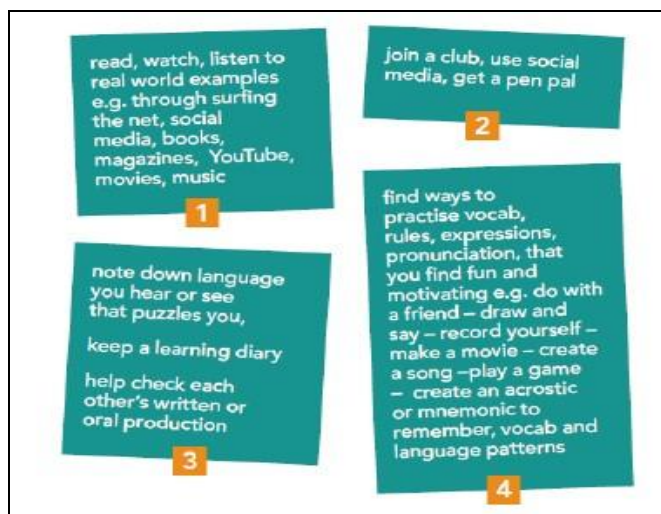 read, watch, listen to
real world examples
e.g. through surfing
the net, social
media, books,
magazines, YouTube,
movies, music
1
join a club, use social
media, get a pen pal
2
note down language
you hear or see
that puzzles you,
keep a learning diary
help check each
other's written or
oral production
3
find ways to
practise vocab,
rules, expressions,
pronunciation, that
you find fun and
motivating e.g. do with
a friend – draw and
say – record yourself –
make a movie – create
a song –play a game
– create an acrostic
or mnemonic to
remember, vocab and
language patterns
4